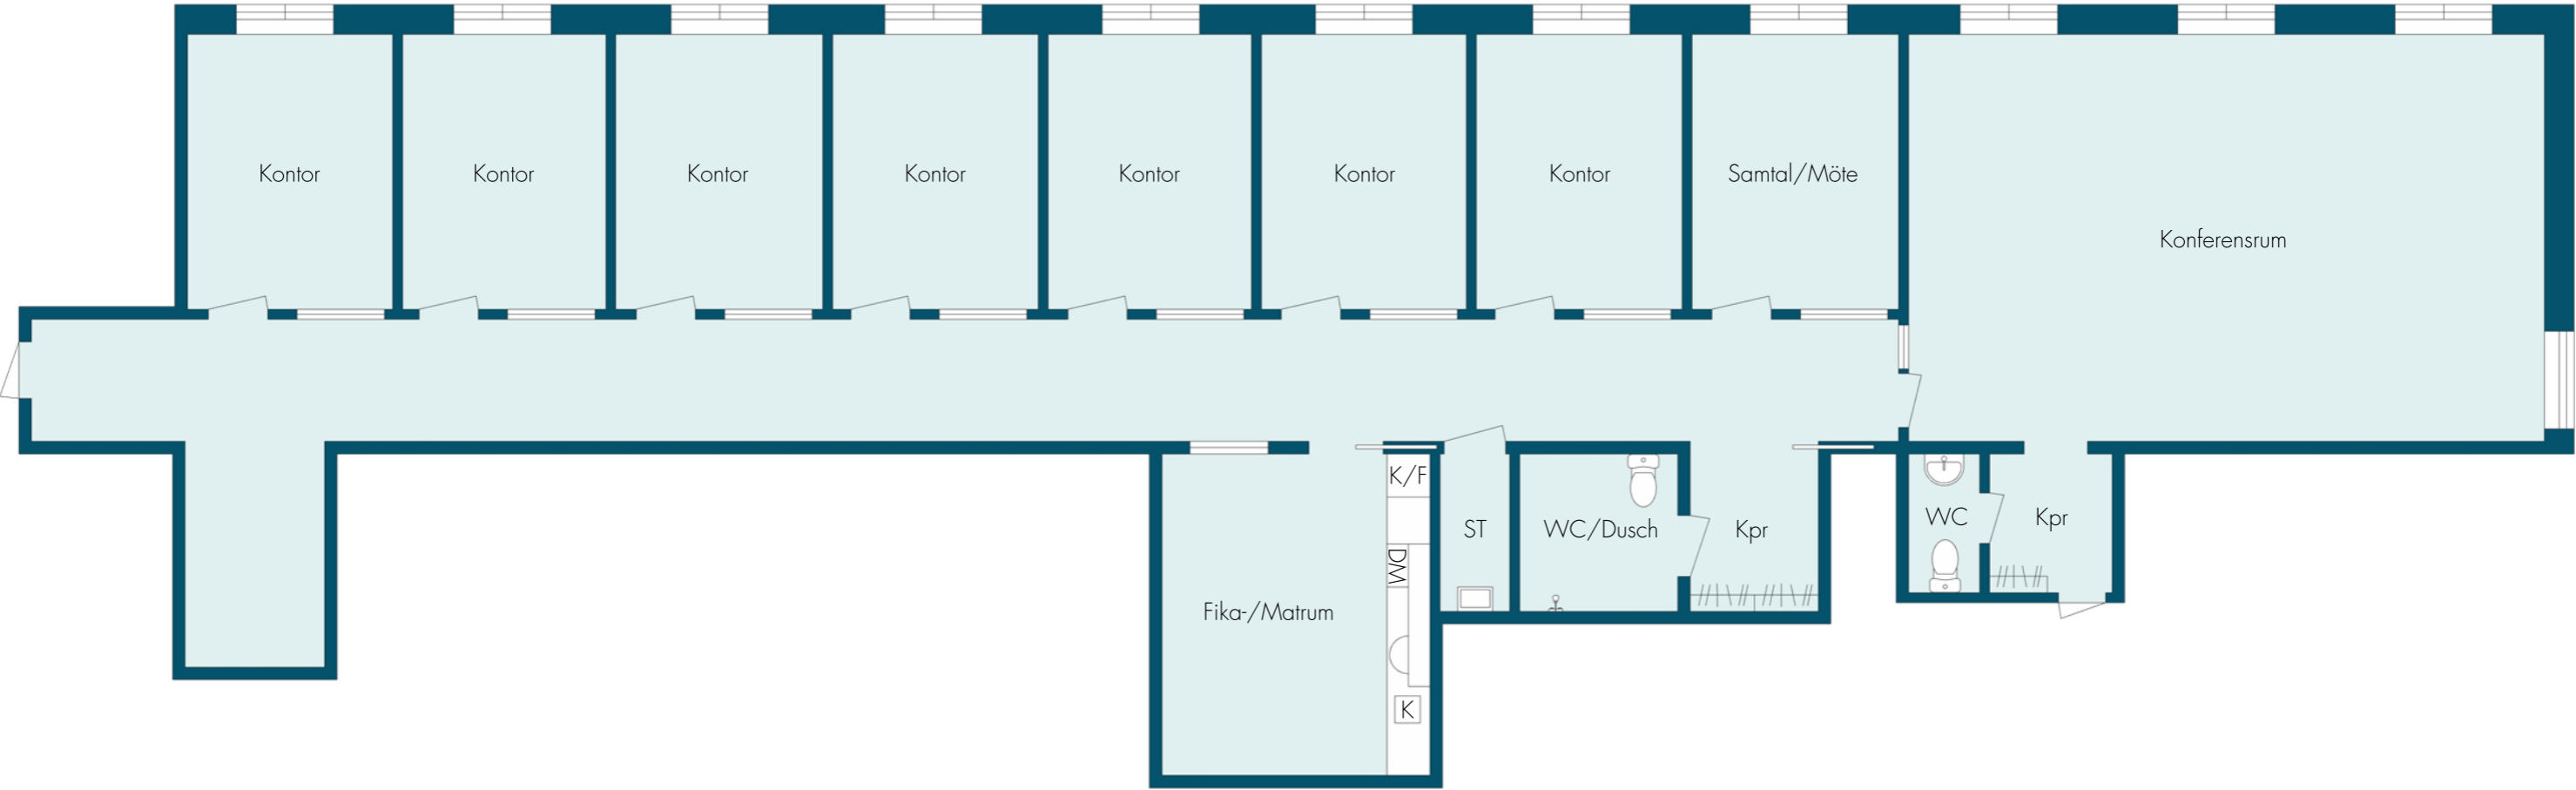 Kontor
Kontor
Kontor
Kontor
Kontor
Kontor
Kontor
Samtal/Möte
Konferensrum
K/F
ST
WC/Dusch
Kpr
WC
Kpr
DM
Fika-/Matrum
K